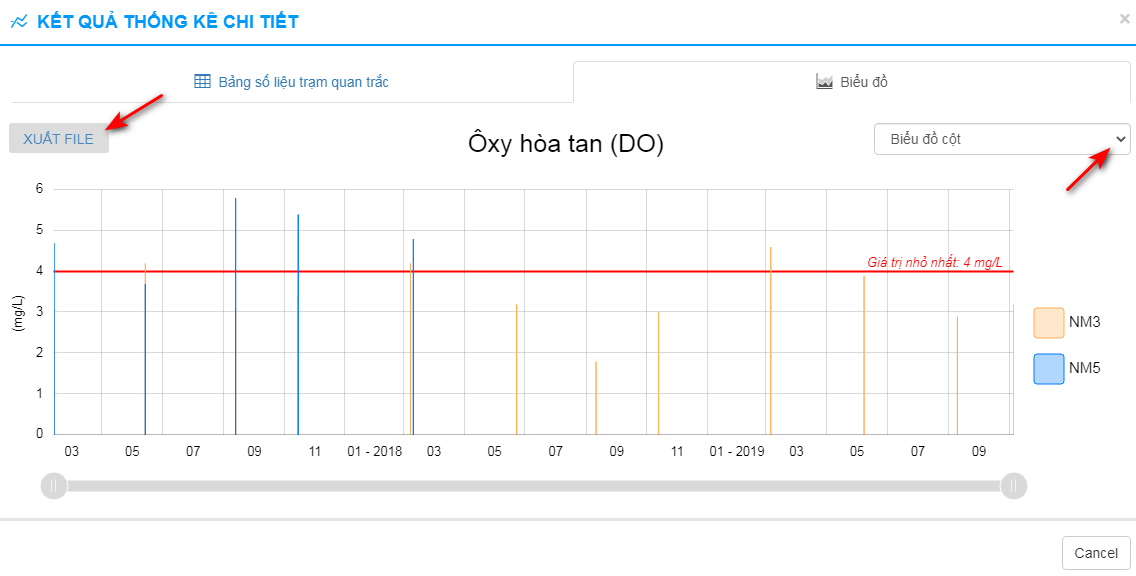 KẾT QUẢ THỐNG KÊ CHI TIẾT
×
Bảng số liệu trạm quan trắc
Biểu đồ
XUẤT FILE
Ôxy hòa tan (DO)
Biểu đồ cột
6
5
4
3
2
1
0
(mg/L)
Giá trị nhỏ nhất: 4 mg/L
NM3
NM5
03 05 07 09 11 01 - 2018 03 05 07 09 11 01 - 2019 03 05 07 09
Cancel